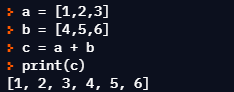 > a = [1,2,3]
> b = [4,5,6]
> c = a + b
> print(c)
[1, 2, 3, 4, 5, 6]